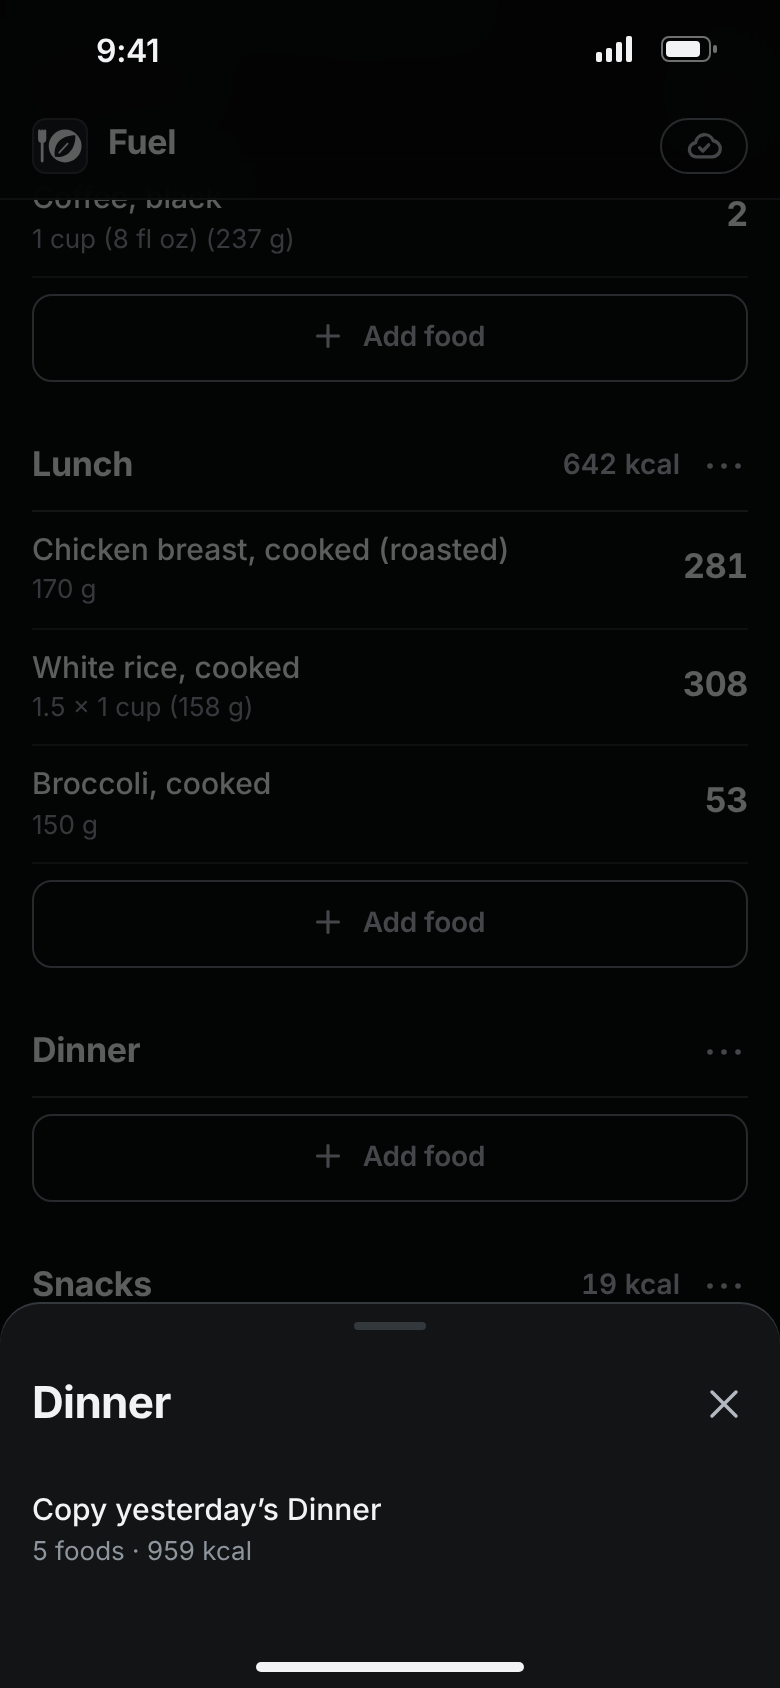 9:41
Fuel
Coffee, black
2
1 cup (8 fl oz) (237 g)
Add food
Lunch
642 kcal
Chicken breast, cooked (roasted)
281
170 g
White rice, cooked
308
1.5 × 1 cup (158 g)
Broccoli, cooked
53
150 g
Add food
Dinner
Add food
Snacks
19 kcal
Dinner
Copy yesterday’s Dinner
5 foods · 959 kcal